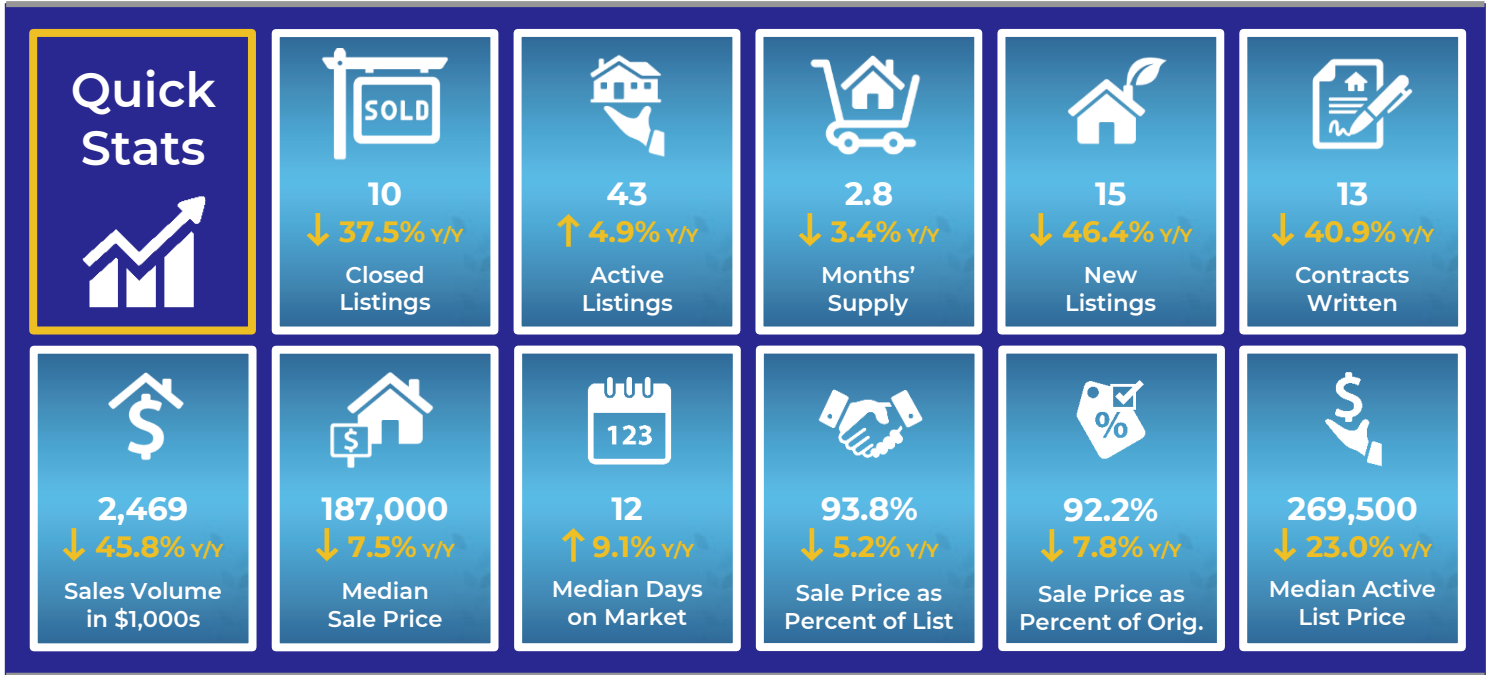 Quick
Stats
SOLD
10
↓ 37.5% Y/Y
Closed
Listings
43
↑ 4.9% Y/Y
Active
Listings
2.8
↓ 3.4% Y/Y
Months’
Supply
15
↓ 46.4% Y/Y
New
Listings
13
↓ 40.9% Y/Y
Contracts
Written
$
2,469
↓ 45.8% Y/Y
Sales Volume
in $1,000s
$
187,000
↓ 7.5% Y/Y
Median
Sale Price
123
12
↑ 9.1% Y/Y
Median Days
on Market
93.8%
↓ 5.2% Y/Y
Sale Price as
Percent of List
%
92.2%
↓ 7.8% Y/Y
Sale Price as
Percent of Orig.
$
269,500
↓ 23.0% Y/Y
Median Active
List Price